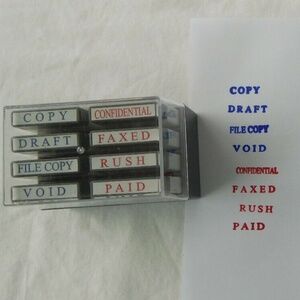 COPY CONFIDENTIAL
DRAFT FAXED
FILE COPY RUSH
VOID PAID
COPY
DRAFT
FILE COPY
VOID
CONFIDENTIAL
FAXED
RUSH
PAID